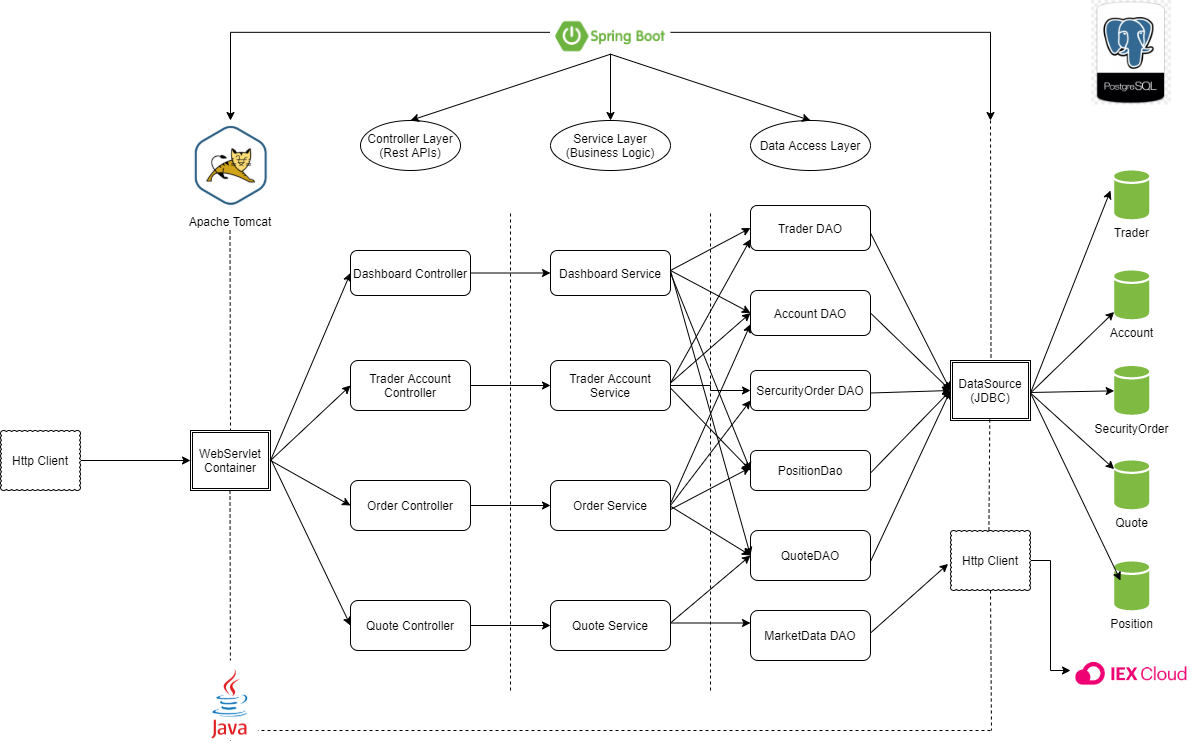 Spring Boot
PostgreSQL
Controller Layer
(Rest APIs)
Service Layer
(Business Logic)
Data Access Layer
Apache Tomcat
Trader DAO
Trader
Dashboard Controller
Dashboard Service
Account DAO
Account
Trader Account
Controller
Trader Account
Service
SercurityOrder DAO
DataSource
(JDBC)
SecurityOrder
Http Client
WebServlet
Container
PositionDao
Order Controller
Order Service
Quote
QuoteDAO
Http Client
Quote Controller
Quote Service
MarketData DAO
Position
IEX Cloud
Java